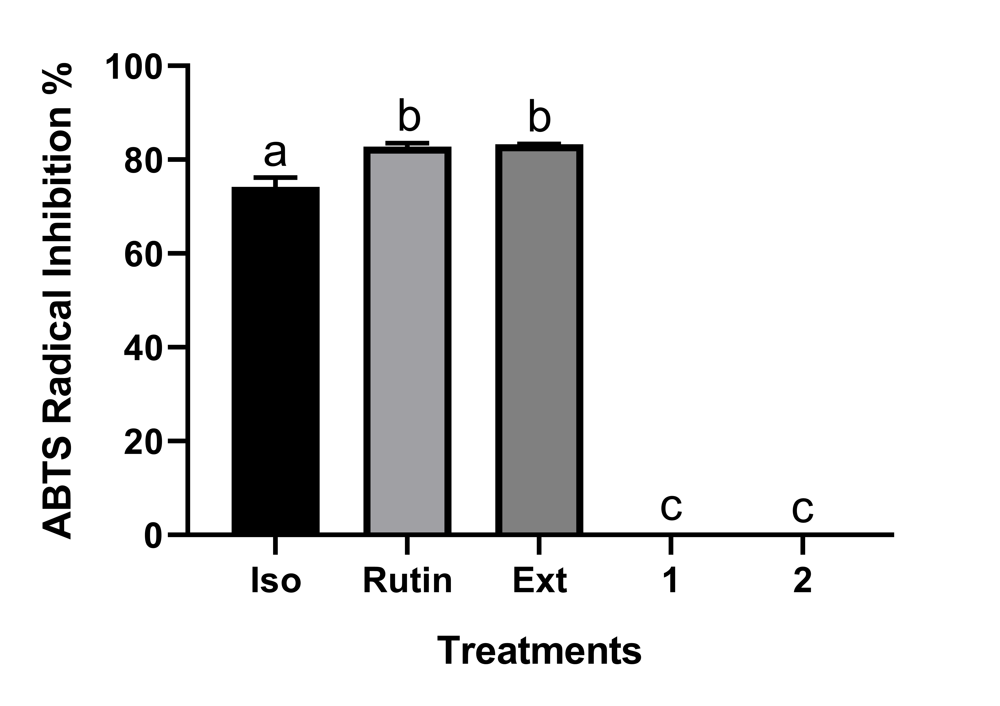 ABTS Radical Inhibition %
100
80
60
40
20
0
a
b
b
c
c
Iso
Rutin
Ext
1
2
Treatments